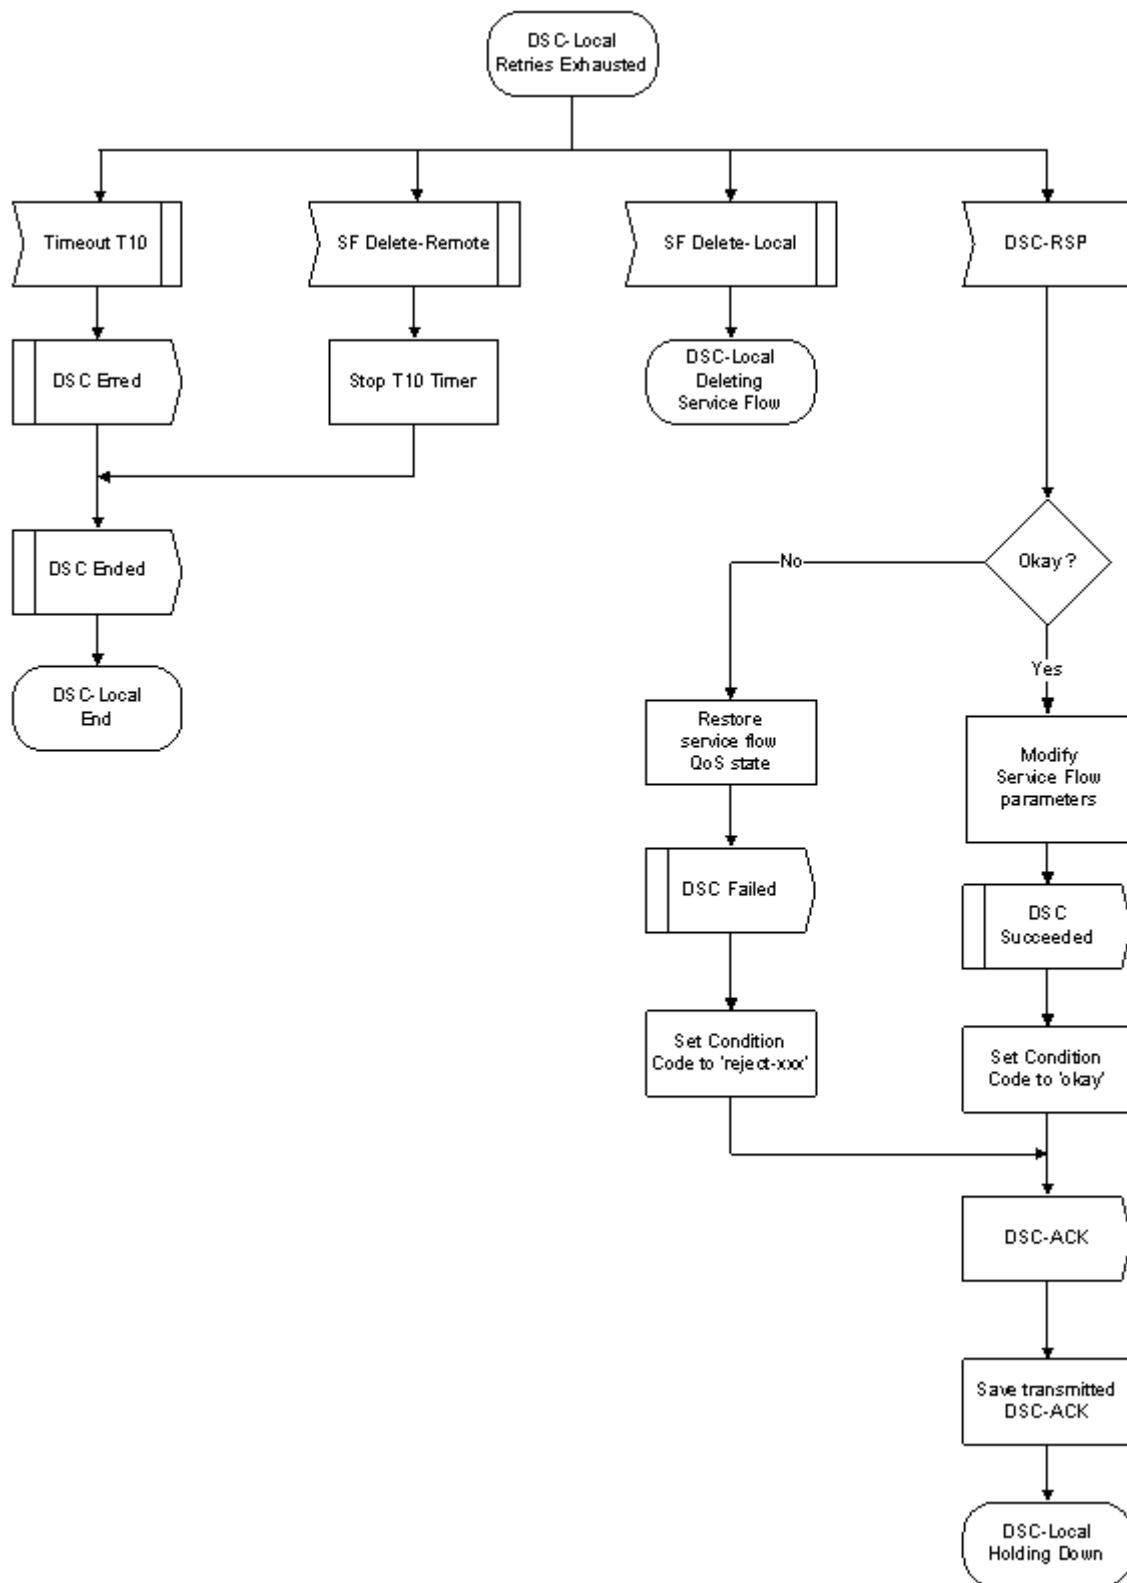 DSC-Local
Retries Exhausted
Timeout T10
SF Delete-Remote
SF Delete-Local
DSC-RSP
DSC Erred
Stop T10 Timer
DSC-Local
Deleting
Service Flow
DSC Ended
No
Okay ?
Yes
DSC-Local
End
Restore
service flow
QoS state
Modify
Service Flow
parameters
DSC Failed
DSC
Succeeded
Set Condition
Code to 'reject-xxx'
Set Condition
Code to 'okay'
DSC-ACK
Save transmitted
DSC-ACK
DSC-Local
Holding Down